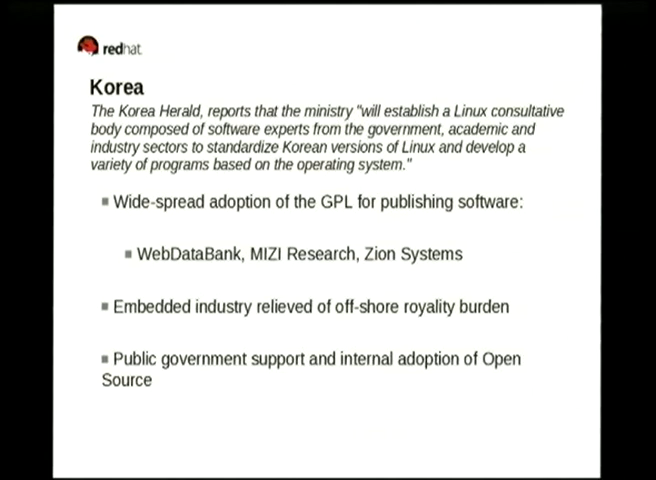 redhat
Korea
The Korea Herald, reports that the ministry "will establish a Linux consultative
body composed of software experts from the government, academic and
industry sectors to standardize Korean versions of Linux and develop a
variety of programs based on the operating system."
Wide-spread adoption of the GPL for publishing software:
WebDataBank, MIZI Research, Zion Systems
Embedded industry relieved of off-shore royality burden
Public government support and internal adoption of Open
Source